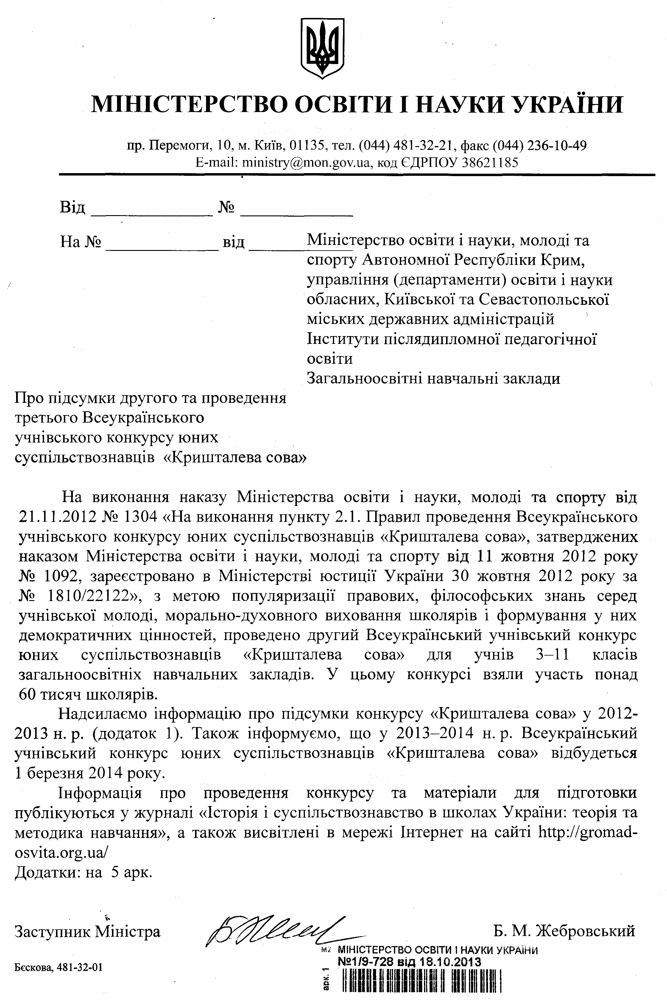 МІНІСТЕРСТВО ОСВІТИ І НАУКИ УКРАЇНИ
пр. Перемоги, 10, м. Київ, 01135, тел. (044) 481-32-21, факс (044) 236-10-49
E-mail: ministry@mon.gov.ua, код ЄДРПОУ 38621185
Від ____________ № ____________
На № ____________ від ____________
Міністерство освіти і науки, молоді та
спорту Автономної Республіки Крим,
управління (департаменти) освіти і науки
обласних, Київської та Севастопольської
міських державних адміністрацій
Інститути післядипломної педагогічної
освіти
Загальноосвітні навчальні заклади
Про підсумки другого та проведення
третього Всеукраїнського
учнівського конкурсу юних
суспільствознавців «Кришталева сова»
На виконання наказу Міністерства освіти і науки, молоді та спорту від
21.11.2012 № 1304 «На виконання пункту 2.1. Правил проведення Всеукраїнського
учнівського конкурсу юних суспільствознавців «Кришталева сова», затверджених
наказом Міністерства освіти і науки, молоді та спорту від 11 жовтня 2012 року
№ 1092, зареєстровано в Міністерстві юстиції України 30 жовтня 2012 року за
№ 1810/22122», з метою популяризації правових, філософських знань серед
учнівської молоді, морально-духовного виховання школярів і формування у них
демократичних цінностей, проведено другий Всеукраїнський учнівський конкурс
юних суспільствознавців «Кришталева сова» для учнів 3–11 класів
загальноосвітніх навчальних закладів. У цьому конкурсі взяли участь понад
60 тисяч школярів.
Надсилаємо інформацію про підсумки конкурсу «Кришталева сова» у 2012-
2013 н. р. (додаток 1). Також інформуємо, що у 2013–2014 н. р. Всеукраїнський
учнівський конкурс юних суспільствознавців «Кришталева сова» відбудеться
1 березня 2014 року.
Інформація про проведення конкурсу та матеріали для підготовки
публікуються у журналі «Історія і суспільствознавство в школах України: теорія та
методика навчання», а також висвітлені в мережі Інтернет на сайті http://gromad-
osvita.org.ua/
Додатки: на 5 арк.
Заступник Міністра
Б. М. Жебровський
М2 МІНІСТЕРСТВО ОСВІТИ І НАУКИ УКРАЇНИ
№1/9-728 від 18.10.2013
арк. 1
Бєскова, 481-32-01